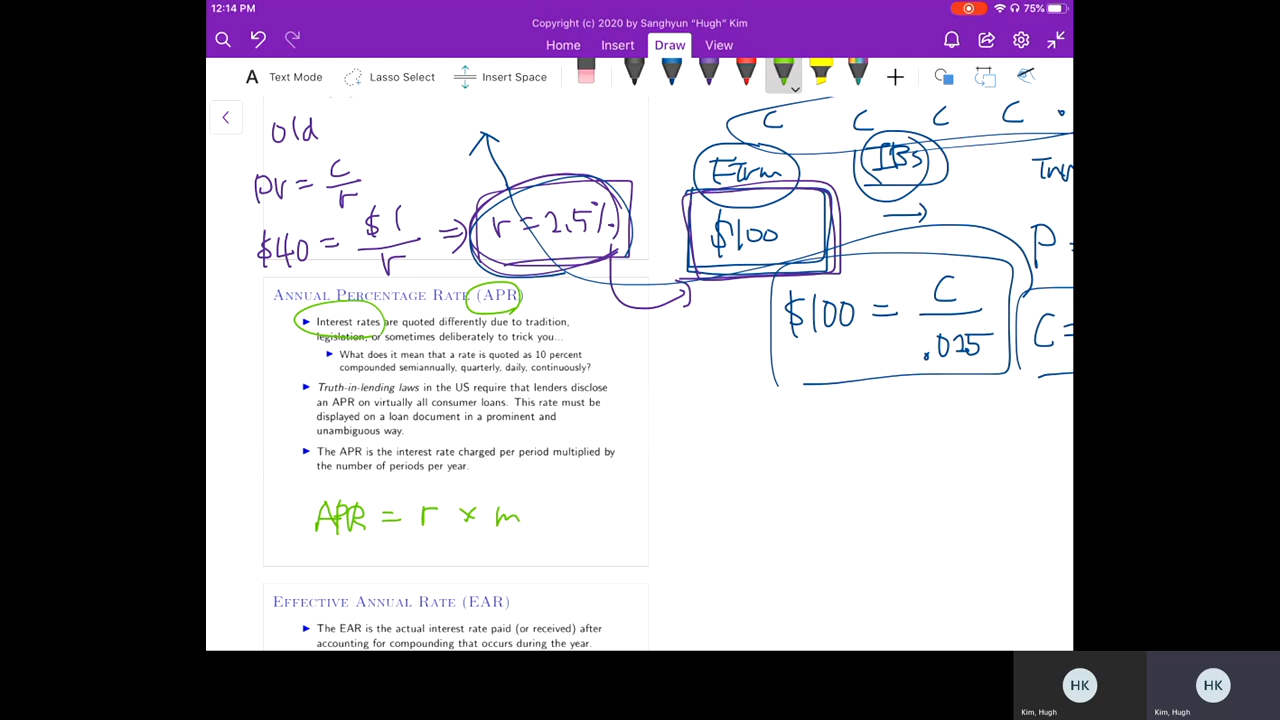 12:14 PM
75%
Copyright (c) 2020 by Sanghyun “Hugh” Kim
Home Insert Draw View
A Text Mode Lasso Select Insert Space
old
PV = C/r
$40 = $1/r ⇒ r = 2.5%
C C C C .
Firm IBs
$100
P =
$100 = C/.025
C =
Annual Percentage Rate (APR)
Interest rates are quoted differently due to tradition,
legislation, or sometimes deliberately to trick you...
What does it mean that a rate is quoted as 10 percent
compounded semiannually, quarterly, daily, continuously?
Truth-in-lending laws in the US require that lenders disclose
an APR on virtually all consumer loans. This rate must be
displayed on a loan document in a prominent and
unambiguous way.
The APR is the interest rate charged per period multiplied by
the number of periods per year.
APR = r × m
Effective Annual Rate (EAR)
The EAR is the actual interest rate paid (or received) after
accounting for compounding that occurs during the year.
HK HK
Kim, Hugh Kim, Hugh